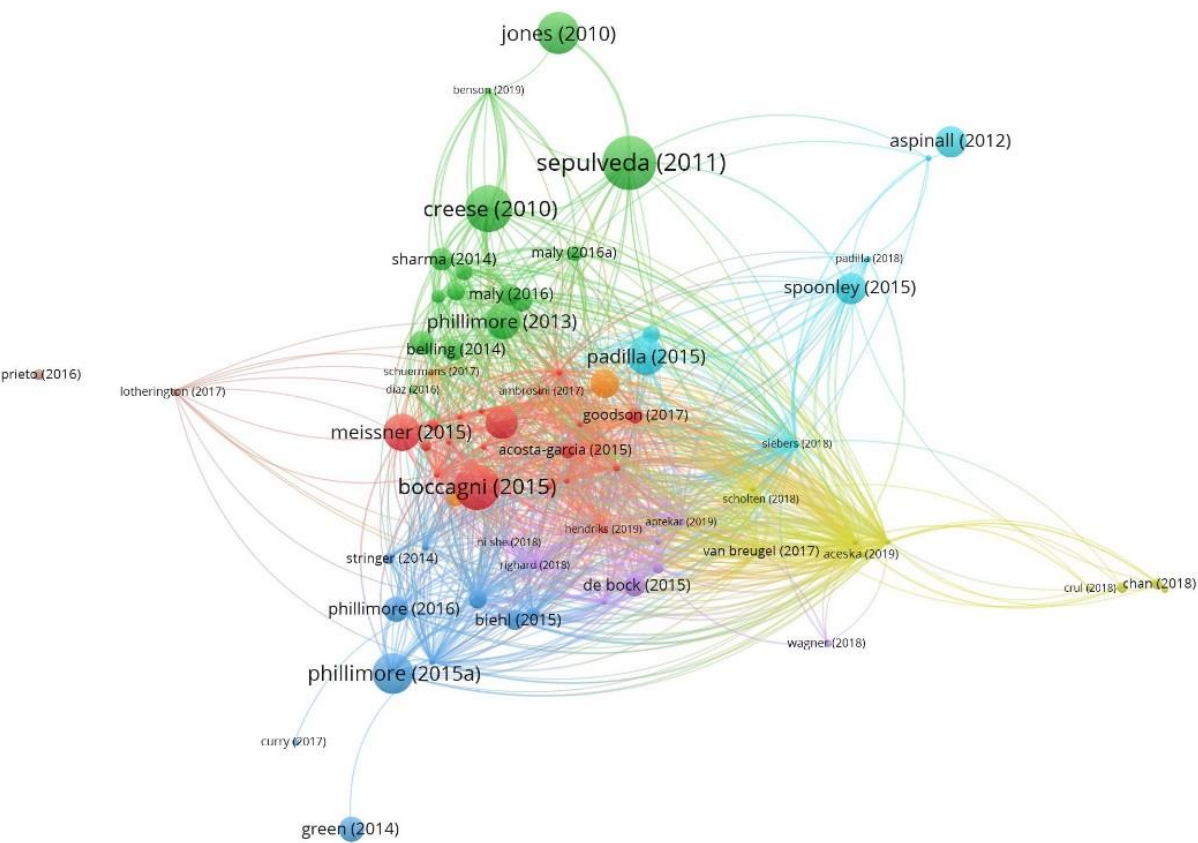 jones (2010)
benson (2019)
aspinall (2012)
sepulveda (2011)
creese (2010)
maly (2016a)
sharma (2014)
padilla (2018)
spoonley (2015)
maly (2016)
phillimore (2013)
belling (2014)
padilla (2015)
schuermans (2017)
prieto (2016)
diaz (2016)
ambrosini (2017)
lotherington (2017)
goodson (2017)
meissner (2015)
siebers (2018)
acosta-garcia (2015)
boccagni (2015)
scholten (2018)
aptekar (2019)
hendriks (2019)
ni she (2018)
van breugel (2017)
aceska (2019)
stringer (2014)
righard (2018)
de bock (2015)
chan (2018)
crul (2018)
phillimore (2016)
biehl (2015)
wagner (2018)
phillimore (2015a)
curry (2017)
green (2014)